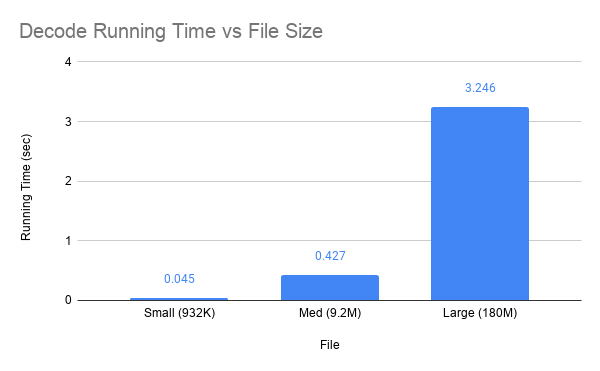 Decode Running Time vs File Size
Running Time (sec)
4
3
2
1
0
0.045
0.427
3.246
Small (932K)
Med (9.2M)
Large (180M)
File